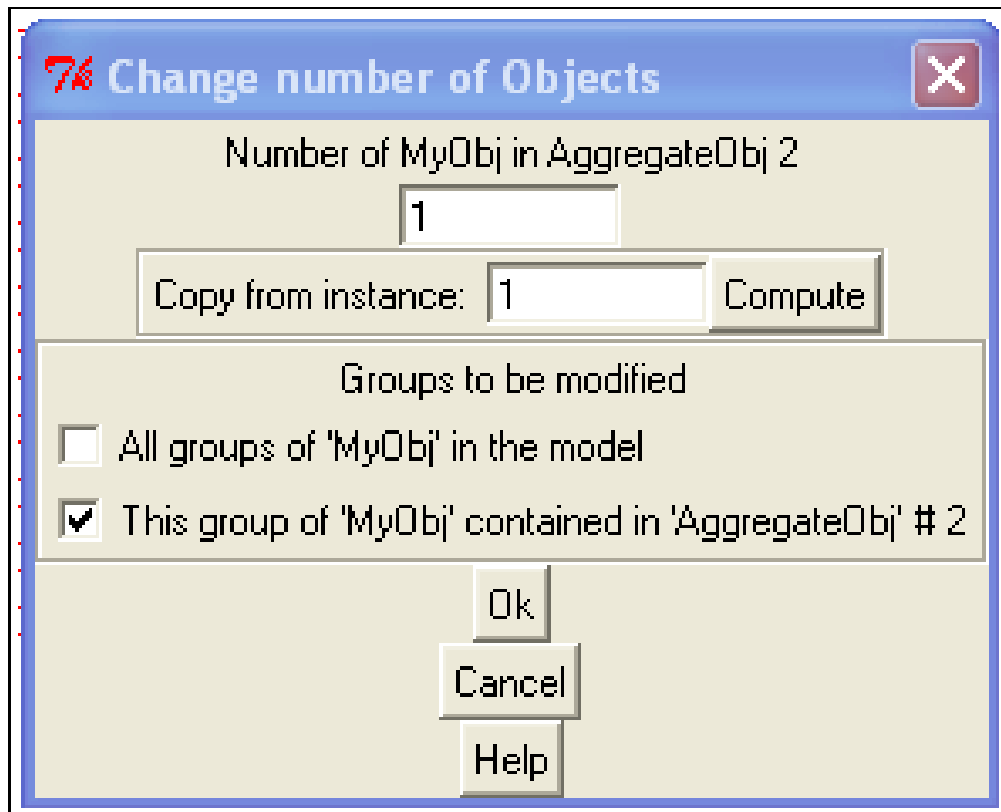 Change number of Objects
Number of MyObj in AggregateObj 2
1
Copy from instance: 1 Compute
Groups to be modified
All groups of 'MyObj' in the model
This group of 'MyObj' contained in 'AggregateObj' # 2
Ok
Cancel
Help